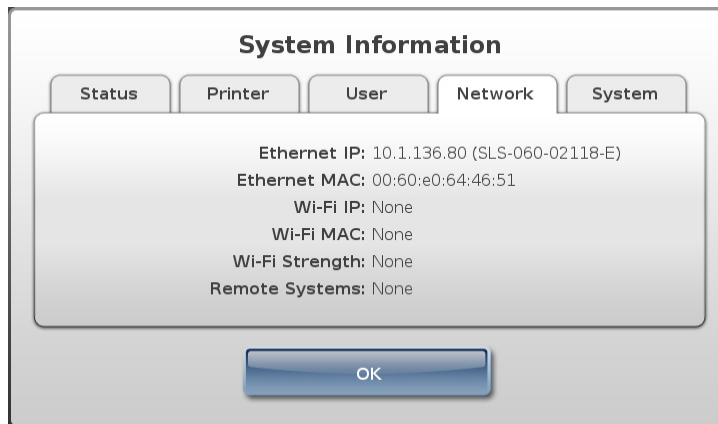 System Information
Status Printer User Network System
Ethernet IP: 10.1.136.80 (SLS-060-02118-E)
Ethernet MAC: 00:60:e0:64:46:51
Wi-Fi IP: None
Wi-Fi MAC: None
Wi-Fi Strength: None
Remote Systems: None
OK